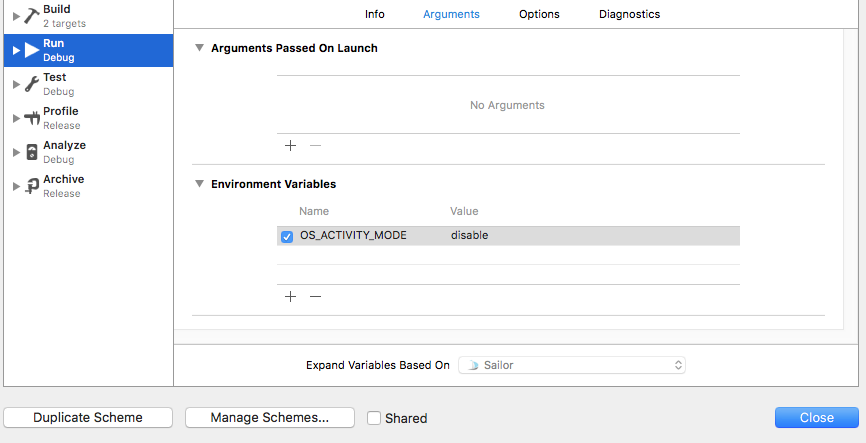 Build
2 targets
Run
Debug
Test
Debug
Profile
Release
Analyze
Debug
Archive
Release
Info Arguments Options Diagnostics
Arguments Passed On Launch
No Arguments
Environment Variables
Name Value
OS_ACTIVITY_MODE disable
Expand Variables Based On Sailor
Duplicate Scheme Manage Schemes... Shared Close